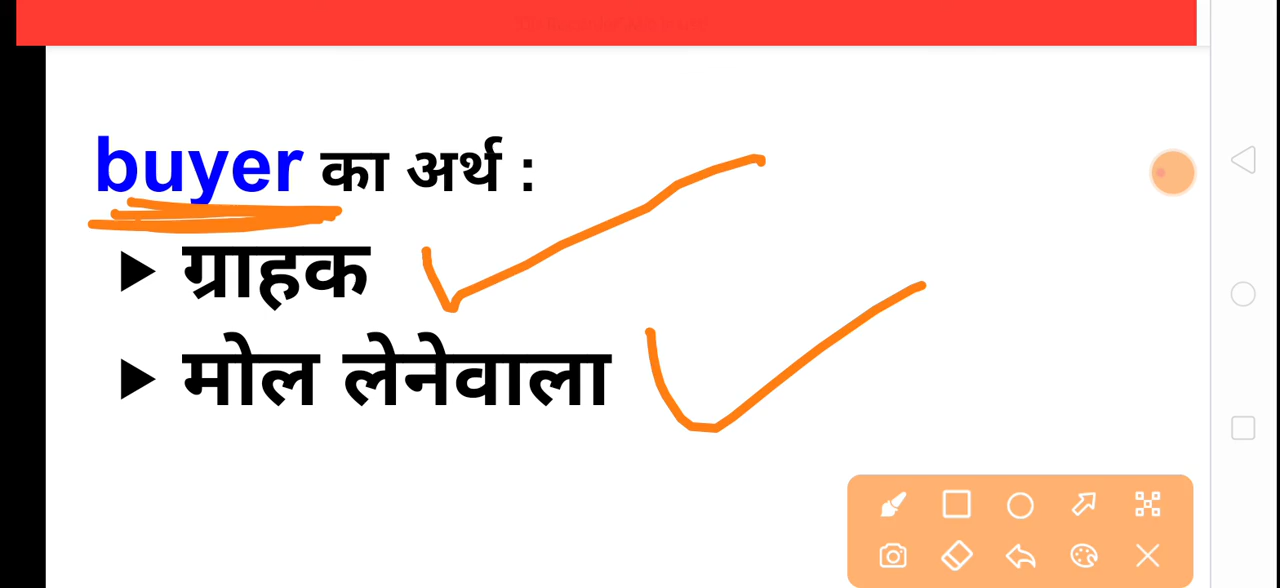 buyer का अर्थ :
▶ ग्राहक
▶ मोल लेनेवाला